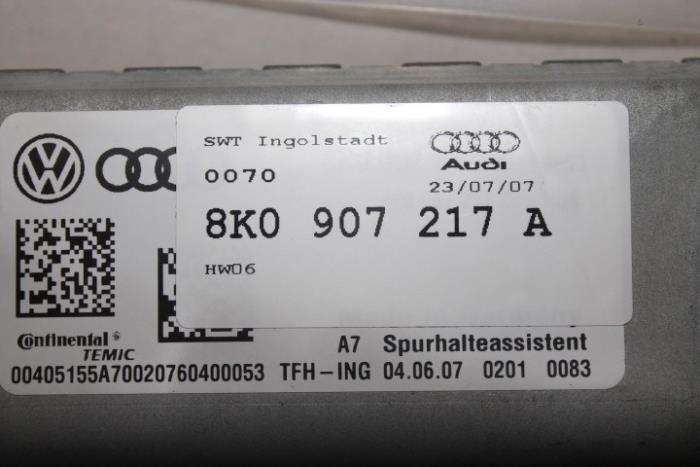 SWT Ingolstadt
Audi
0070
23/07/07
8K0 907 217 A
HW06
Continental
TEMIC
A7 Spurhalteassistent
00405155A70020760400053 TFH-ING 04.06.07 0201 0083